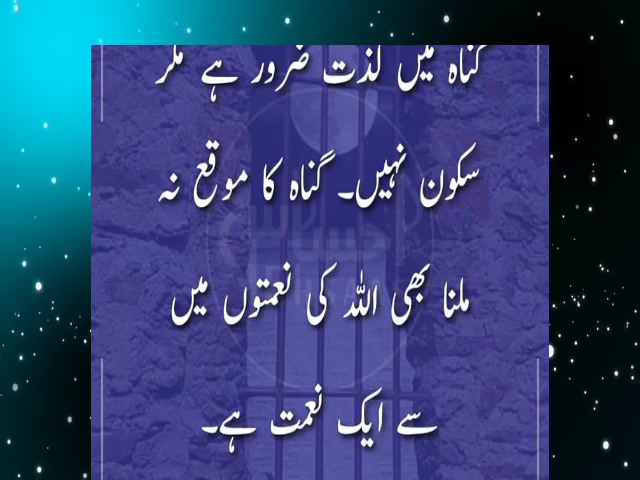 گناہ میں لذت ضرور ہے مگر
سکون نہیں۔ گناہ کا موقع نہ
ملنا بھی اللہ کی نعمتوں میں
سے ایک نعمت ہے۔